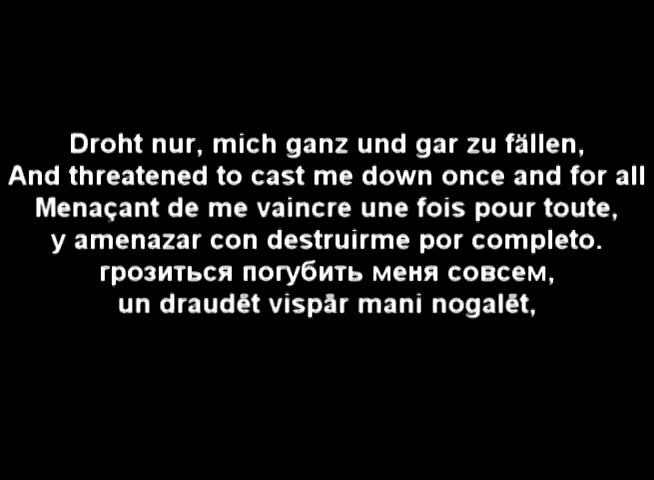 Droht nur, mich ganz und gar zu fällen,
And threatened to cast me down once and for all
Menaçant de me vaincre une fois pour toute,
y amenazar con destruirme por completo.
грозиться погубить меня совсем,
un draudēt vispār mani nogalēt,